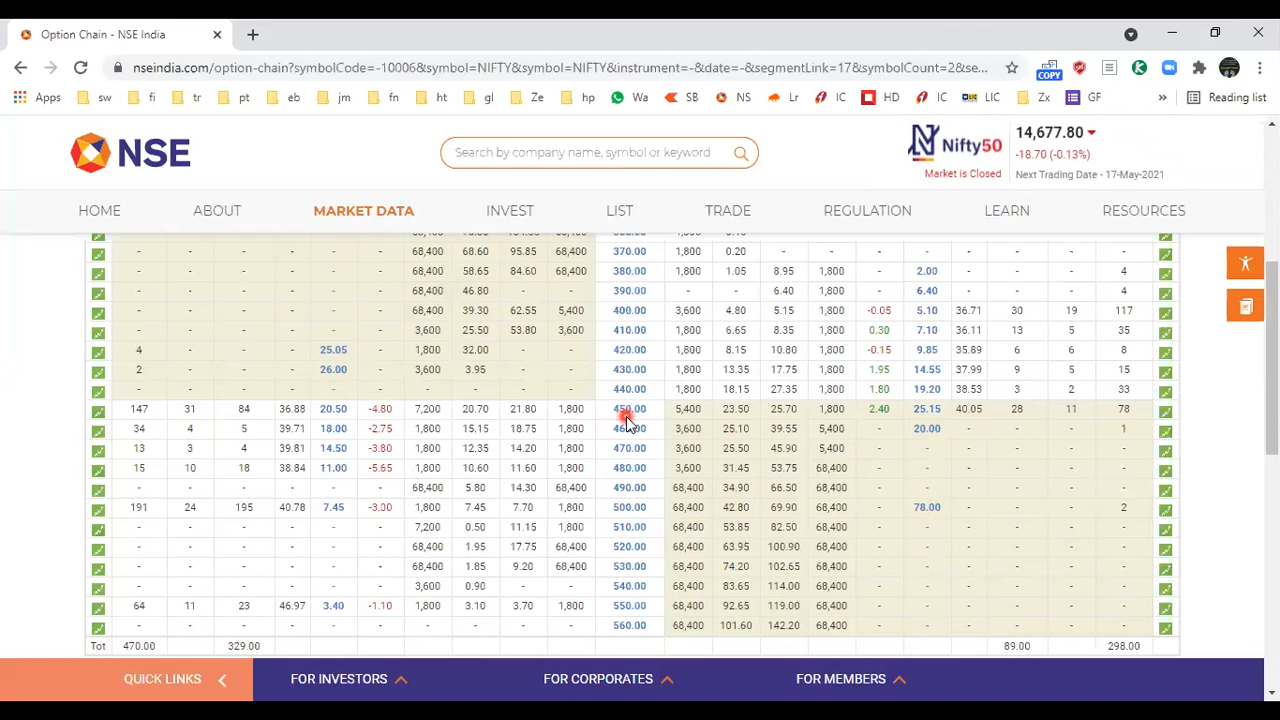 Option Chain - NSE India
nseindia.com/option-chain?symbolCode=-10006&symbol=NIFTY&symbol=NIFTY&instrument=-&date=-&segmentLink=17&symbolCount=2&se...
COPY
Apps sw fi tr pt eb jm fn ht gl Ze hp Wa SB NS Lr IC HD IC LIC Zx GF » Reading list
NSE
Search by company name, symbol or keyword
Nifty50
14,677.80
-18.70 (-0.13%)
Market is Closed
Next Trading Date - 17-May-2021
HOME ABOUT MARKET DATA INVEST LIST TRADE REGULATION LEARN RESOURCES
- - - - - - 68,400 68.60 95.85 68,400 370.00 1,800 0.20 - - - - - - - -
- - - - - - 68,400 58.65 84.60 68,400 380.00 1,800 1.05 8.95 1,800 - 2.00 - - - 4
- - - - - - 68,400 46.80 - - 390.00 - - 6.40 1,800 - 6.40 - - - 4
- - - - - - 68,400 39.30 62.55 5,400 400.00 3,600 4.80 5.15 1,800 -0.05 5.10 36.71 30 19 117
- - - - - - 3,600 25.50 53.80 3,600 410.00 1,800 6.65 8.35 1,800 0.30 7.10 36.11 13 5 35
4 - - - 25.05 - 1,800 32.00 - - 420.00 1,800 8.15 10.80 1,800 -0.15 9.85 35.89 6 6 8
2 - - - 26.00 - 3,600 3.95 - - 430.00 1,800 13.35 17.75 1,800 1.95 14.55 37.99 9 5 15
- - - - - - - - - - 440.00 1,800 18.15 27.35 1,800 1.80 19.20 38.53 3 2 33
147 31 84 36.88 20.50 -4.80 7,200 20.70 21.80 1,800 450.00 5,400 23.50 25.70 1,800 2.40 25.15 40.05 28 11 78
34 4 5 39.71 18.00 -2.75 1,800 15.15 18.75 1,800 460.00 3,600 25.10 39.55 5,400 - 20.00 - - - 1
13 3 4 39.81 14.50 -3.80 1,800 12.35 14.20 1,800 470.00 3,600 25.50 45.90 5,400 - - - - - -
15 10 18 38.84 11.00 -5.65 1,800 10.60 11.60 1,800 480.00 3,600 31.45 53.75 68,400 - - - - - -
- - - - - - 68,400 5.80 14.30 68,400 490.00 68,400 34.90 66.50 68,400 - - - - - -
191 24 195 40.78 7.45 -3.00 1,800 7.45 7.70 1,800 500.00 68,400 42.80 69.90 68,400 - 78.00 - - - 2
- - - - - - 7,200 0.50 11.15 1,800 510.00 68,400 53.85 82.50 68,400 - - - - - -
- - - - - - 68,400 1.95 17.75 68,400 520.00 68,400 63.95 100.90 68,400 - - - - - -
- - - - - - 68,400 1.85 9.20 68,400 530.00 68,400 74.20 102.65 68,400 - - - - - -
- - - - - - 3,600 0.90 - - 540.00 68,400 83.65 114.00 68,400 - - - - - -
64 11 23 46.97 3.40 -1.10 1,800 3.10 3.70 1,800 550.00 68,400 92.65 119.00 68,400 - - - - - -
- - - - - - - - - - 560.00 68,400 101.60 142.20 68,400 - - - - - -
Tot 470.00 329.00 89.00 298.00
QUICK LINKS FOR INVESTORS FOR CORPORATES FOR MEMBERS